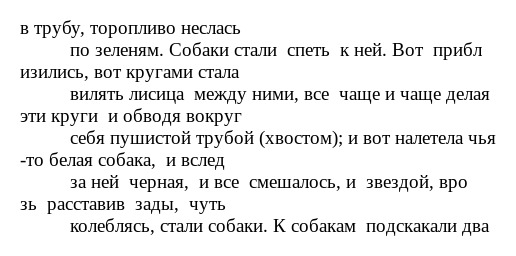 в трубу, торопливо неслась
по зеленям. Собаки стали  спеть  к ней. Вот  прибл
изились, вот кругами стала
вилять лисица  между ними, все  чаще и чаще делая
эти круги  и обводя вокруг
себя пушистой трубой (хвостом); и вот налетела чья
-то белая собака,  и вслед
за ней  черная,  и все  смешалось, и  звездой, вро
зь  расставив  зады,  чуть
колеблясь, стали собаки. К собакам  подскакали два